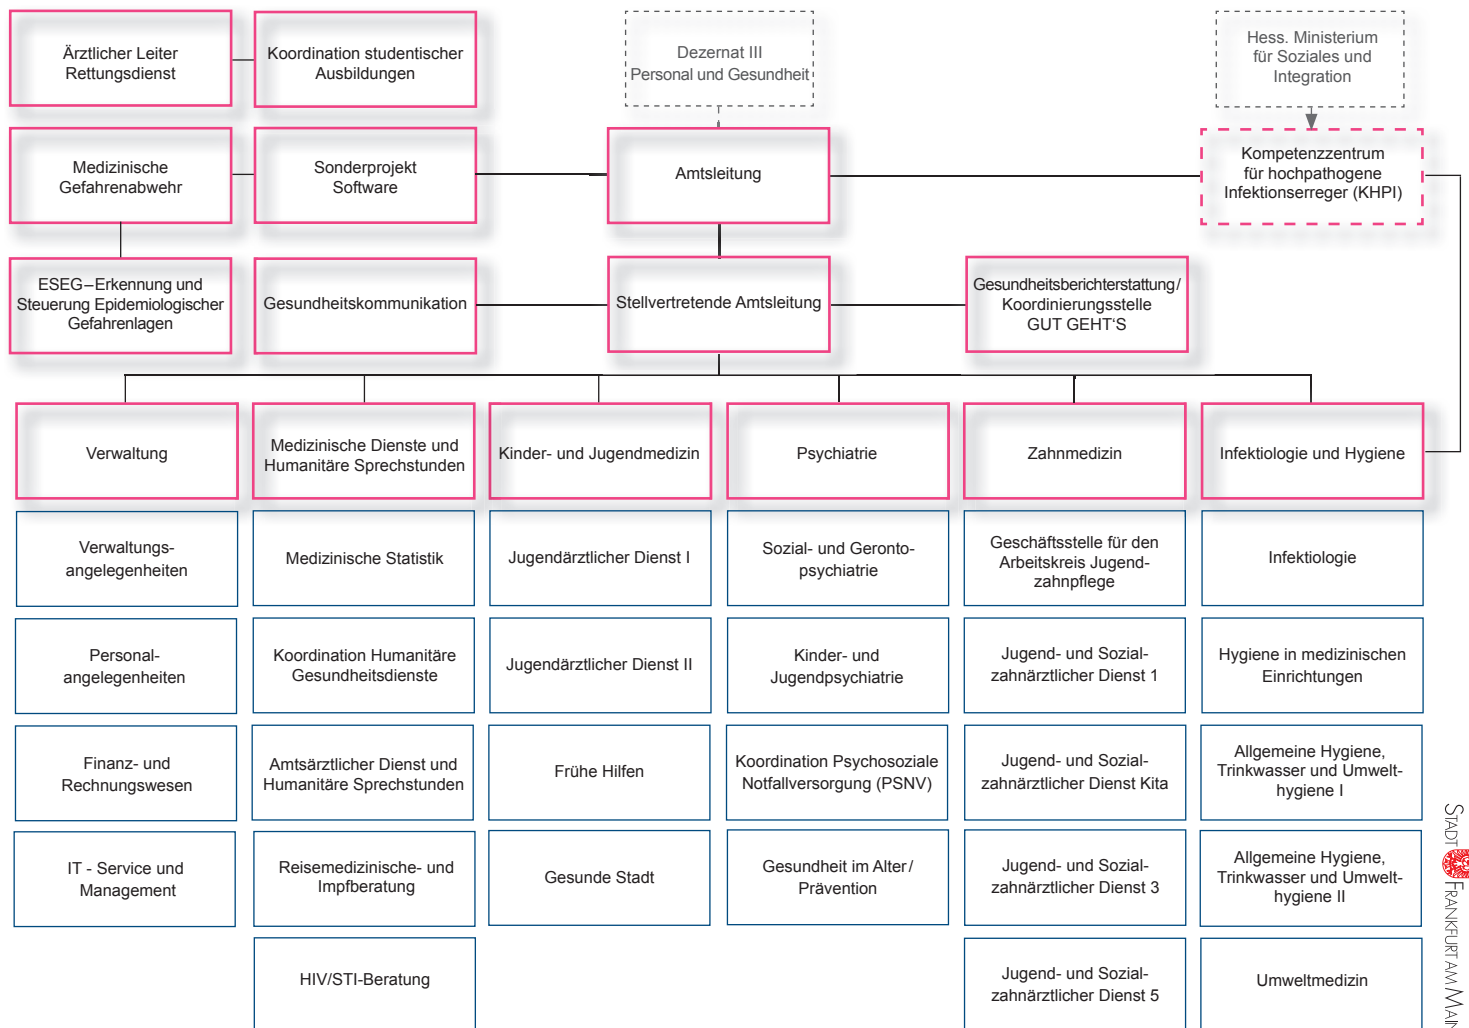 Ärztlicher Leiter
Rettungsdienst
Koordination studentischer
Ausbildungen
Dezernat III
Personal und Gesundheit
Hess. Ministerium
für Soziales und
Integration
Medizinische
Gefahrenabwehr
Sonderprojekt
Software
Amtsleitung
Kompetenzzentrum
für hochpathogene
Infektionserreger (KHPI)
ESEG–Erkennung und
Steuerung Epidemiologischer
Gefahrenlagen
Gesundheitskommunikation
Stellvertretende Amtsleitung
Gesundheitsberichterstattung/
Koordinierungsstelle
GUT GEHT‘S
Verwaltung
Medizinische Dienste und
Humanitäre Sprechstunden
Kinder- und Jugendmedizin
Psychiatrie
Zahnmedizin
Infektiologie und Hygiene
Verwaltungs-
angelegenheiten
Medizinische Statistik
Jugendärztlicher Dienst I
Sozial- und Geronto-
psychiatrie
Geschäftsstelle für den
Arbeitskreis Jugend-
zahnpflege
Infektiologie
Personal-
angelegenheiten
Koordination Humanitäre
Gesundheitsdienste
Jugendärztlicher Dienst II
Kinder- und
Jugendpsychiatrie
Jugend- und Sozial-
zahnärztlicher Dienst 1
Hygiene in medizinischen
Einrichtungen
Finanz- und
Rechnungswesen
Amtsärztlicher Dienst und
Humanitäre Sprechstunden
Frühe Hilfen
Koordination Psychosoziale
Notfallversorgung (PSNV)
Jugend- und Sozial-
zahnärztlicher Dienst Kita
Allgemeine Hygiene,
Trinkwasser und Umwelt-
hygiene I
IT - Service und
Management
Reisemedizinische- und
Impfberatung
Gesunde Stadt
Gesundheit im Alter/
Prävention
Jugend- und Sozial-
zahnärztlicher Dienst 3
Allgemeine Hygiene,
Trinkwasser und Umwelt-
hygiene II
HIV/STI-Beratung
Jugend- und Sozial-
zahnärztlicher Dienst 5
Umweltmedizin
STADT FRANKFURT AM MAIN